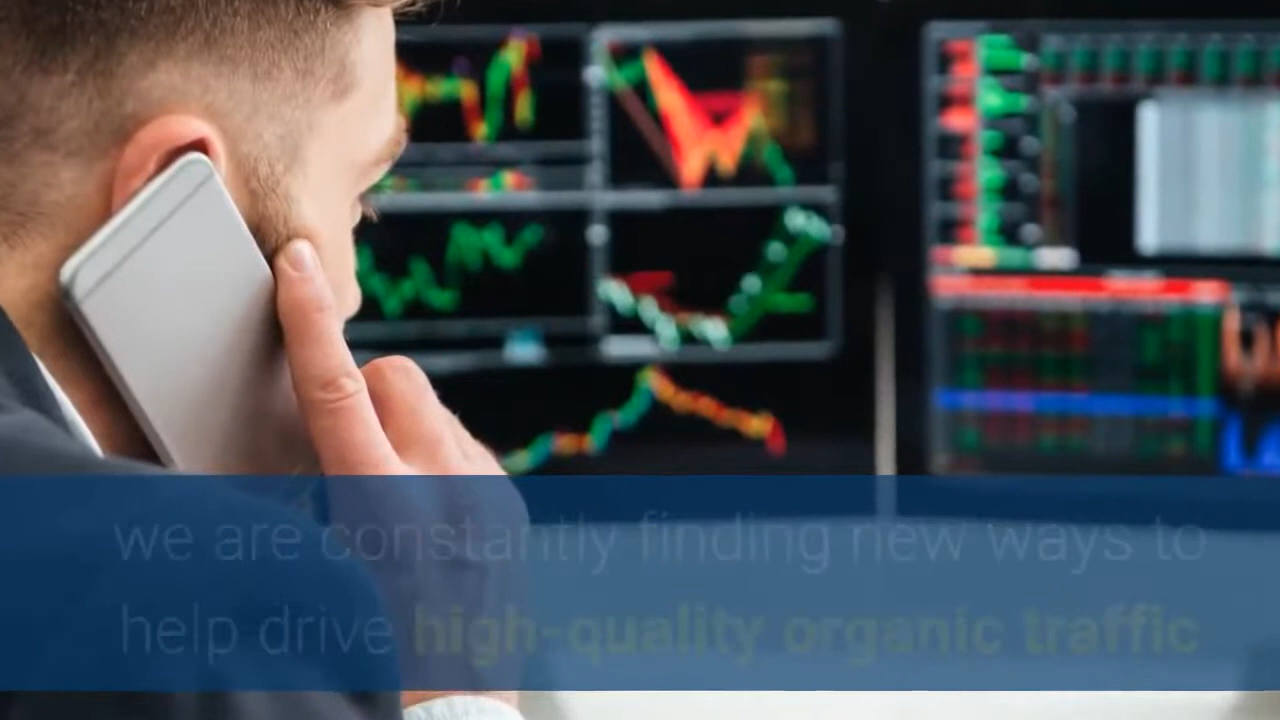 we are constantly finding new ways to
help drive high-quality organic traffic